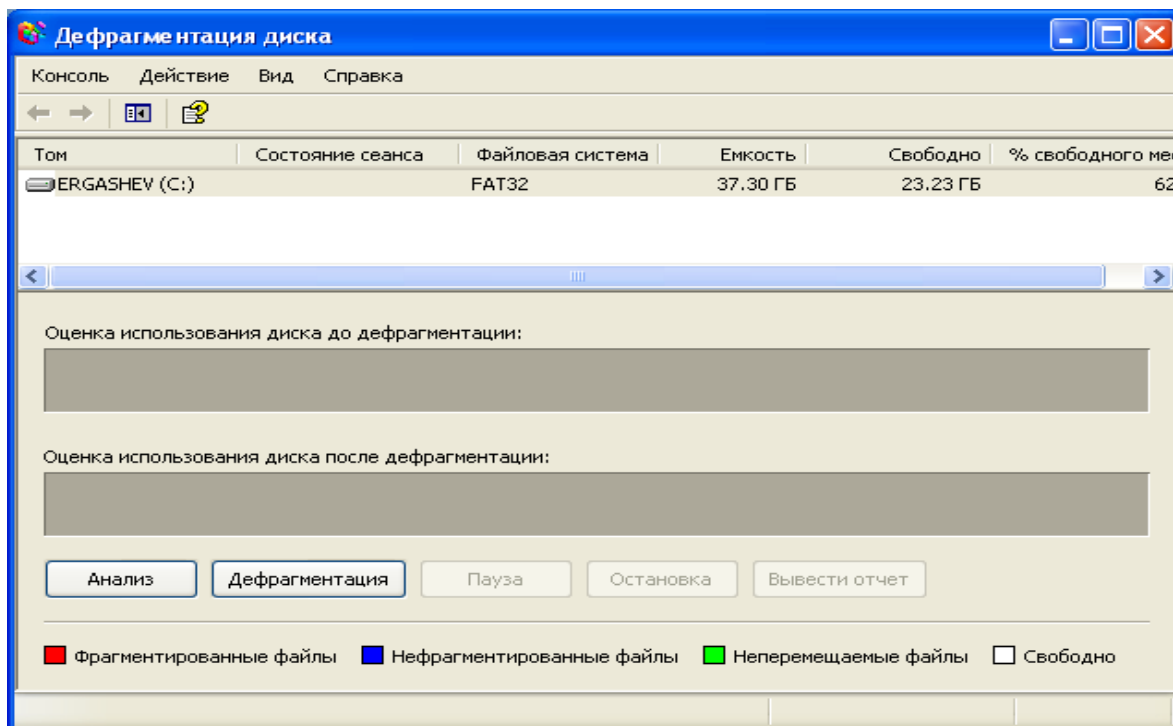 Дефрагментация диска
Консоль Действие Вид Справка
Том Состояние сеанса Файловая система Емкость Свободно % свободного ме
ERGASHEV (C:) FAT32 37.30 ГБ 23.23 ГБ 62
Оценка использования диска до дефрагментации:
Оценка использования диска после дефрагментации:
Анализ Дефрагментация Пауза Остановка Вывести отчет
Фрагментированные файлы Нефрагментированные файлы Неперемещаемые файлы Свободно